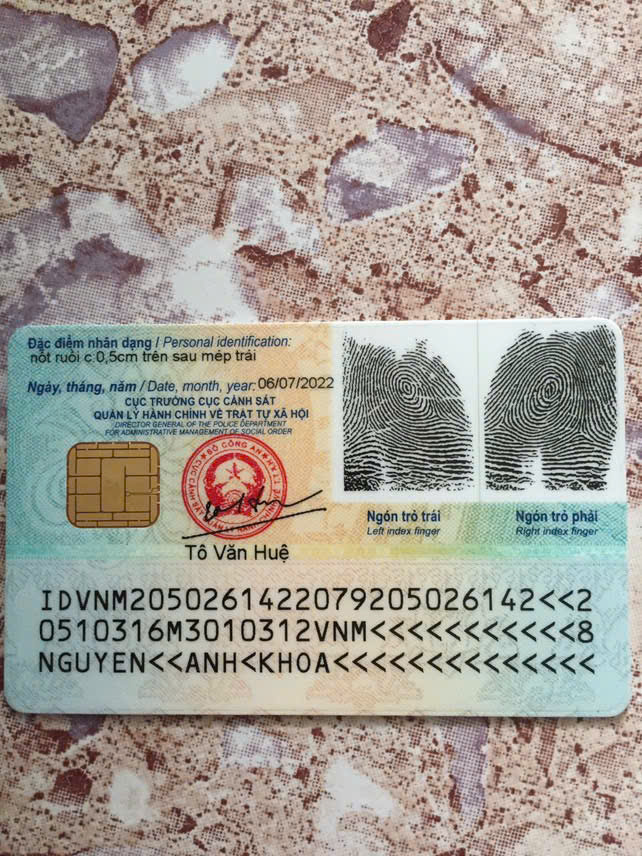 Đặc điểm nhân dạng / Personal identification:
nốt ruồi c:0,5cm trên sau mép trái
Ngày, tháng, năm / Date, month, year: 06/07/2022
CỤC TRƯỞNG CỤC CẢNH SÁT
QUẢN LÝ HÀNH CHÍNH VỀ TRẬT TỰ XÃ HỘI
DIRECTOR GENERAL OF THE POLICE DEPARTMENT
FOR ADMINISTRATIVE MANAGEMENT OF SOCIAL ORDER
BỘ CÔNG AN
Tô Văn Huệ
Ngón trỏ trái
Left index finger
Ngón trỏ phải
Right index finger
IDVNM2050261422079205026142<<2
0510316M3010312VNM<<<<<<<<<<<8
NGUYEN<<ANH<KHOA<<<<<<<<<<<<<<